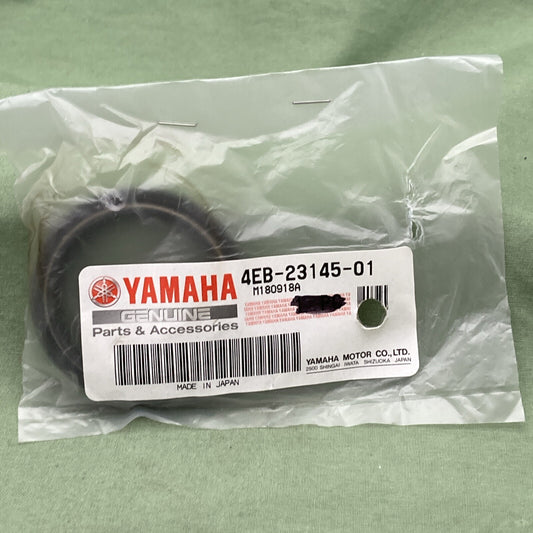 YAMAHA
GENUINE
Parts & Accessories
4EB-23145-01
M180918A
MADE IN JAPAN
YAMAHA MOTOR CO., LTD.
2500 SHINGAI IWATA SHIZUOKA JAPAN